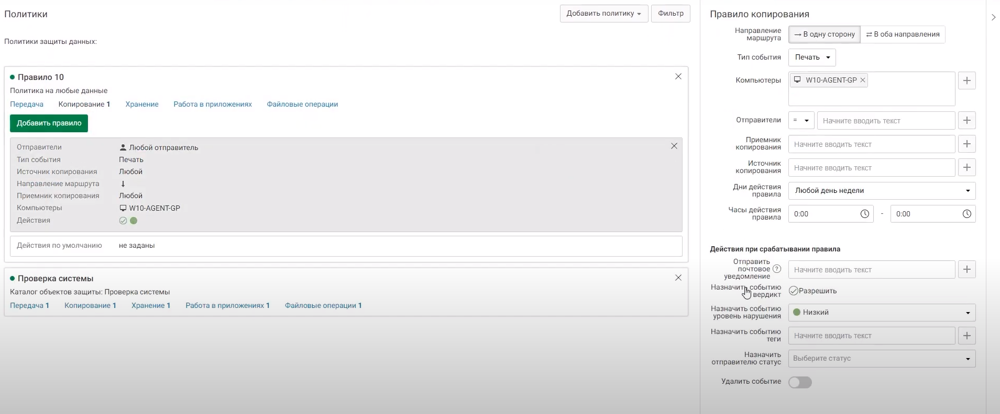 Политики
Добавить политику
Фильтр
Политики защиты данных:
Правило 10
Политика на любые данные
Передача Копирование 1 Хранение Работа в приложениях Файловые операции
Добавить правило
Отправители Любой отправитель
Тип события Печать
Источник копирования Любой
Направление маршрута ↓
Приемник копирования Любой
Компьютеры W10-AGENT-GP
Действия
Действия по умолчанию не заданы
Проверка системы
Каталог объектов защиты: Проверка системы
Передача 1 Копирование 1 Хранение 1 Работа в приложениях 1 Файловые операции 1
Правило копирования
Направление
маршрута
→ В одну сторону ⇄ В оба направления
Тип события Печать
Компьютеры W10-AGENT-GP
Отправители = Начните вводить текст
Приемник
копирования
Начните вводить текст
Источник
копирования
Начните вводить текст
Дни действия
правила
Любой день недели
Часы действия
правила
0:00 - 0:00
Действия при срабатывании правила
Отправить
почтовое
уведомление
?
Начните вводить текст
Назначить событию
вердикт
Разрешить
Назначить событию
уровень нарушения
Низкий
Назначить событию
теги
Начните вводить текст
Назначить
отправителю статус
Выберите статус
Удалить событие